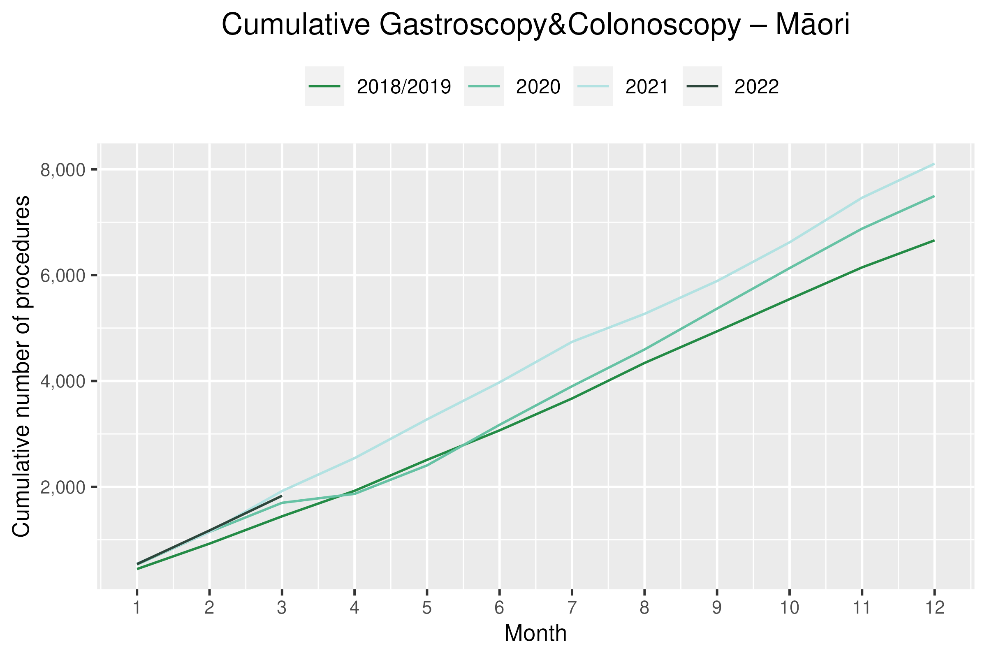 Cumulative Gastroscopy&Colonoscopy – Māori
2018/2019 2020 2021 2022
Cumulative number of procedures
8,000
6,000
4,000
2,000
1 2 3 4 5 6 7 8 9 10 11 12
Month